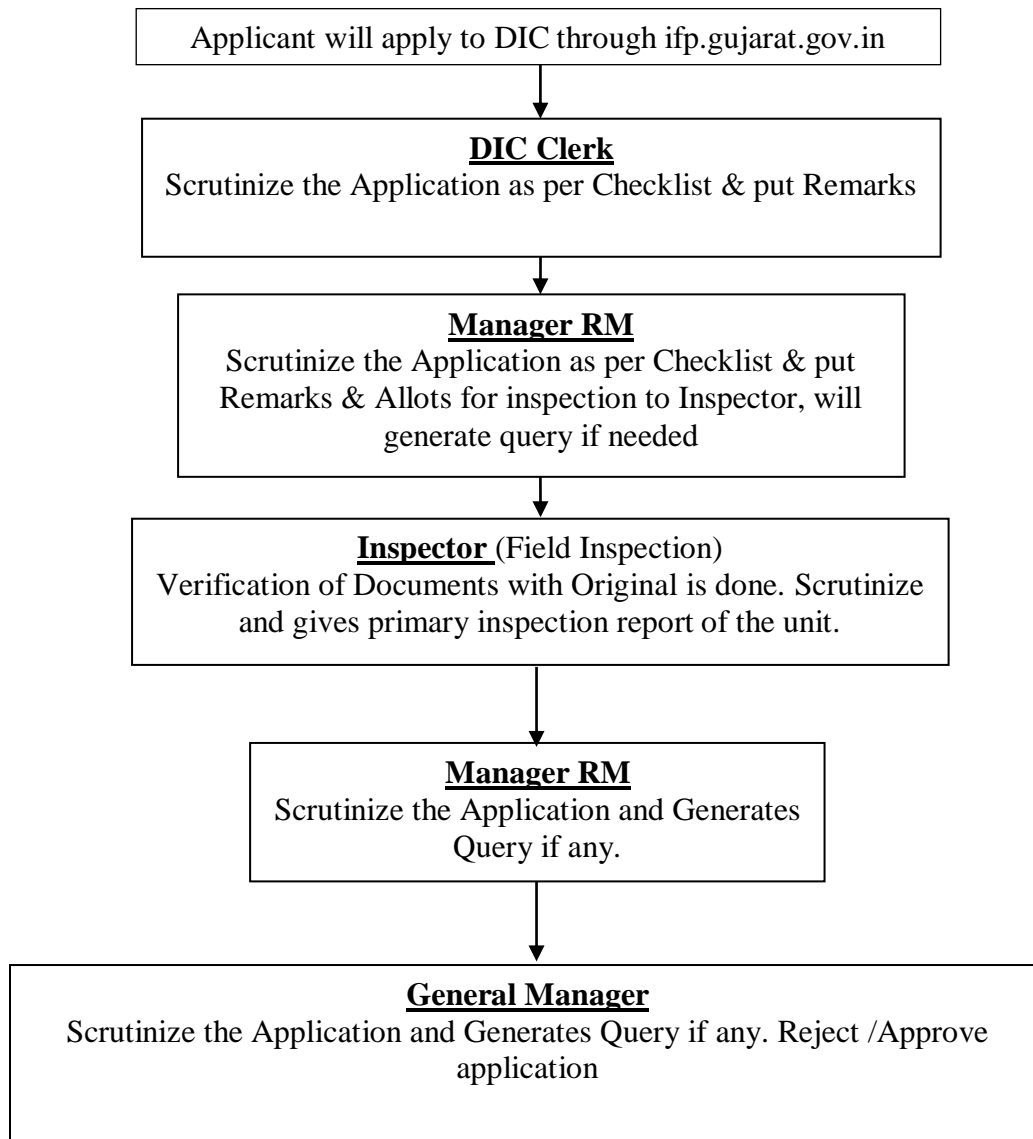 Applicant will apply to DIC through ifp.gujarat.gov.in
DIC Clerk
Scrutinize the Application as per Checklist & put Remarks
Manager RM
Scrutinize the Application as per Checklist & put
Remarks & Allots for inspection to Inspector, will
generate query if needed
Inspector (Field Inspection)
Verification of Documents with Original is done. Scrutinize
and gives primary inspection report of the unit.
Manager RM
Scrutinize the Application and Generates
Query if any.
General Manager
Scrutinize the Application and Generates Query if any. Reject /Approve
application